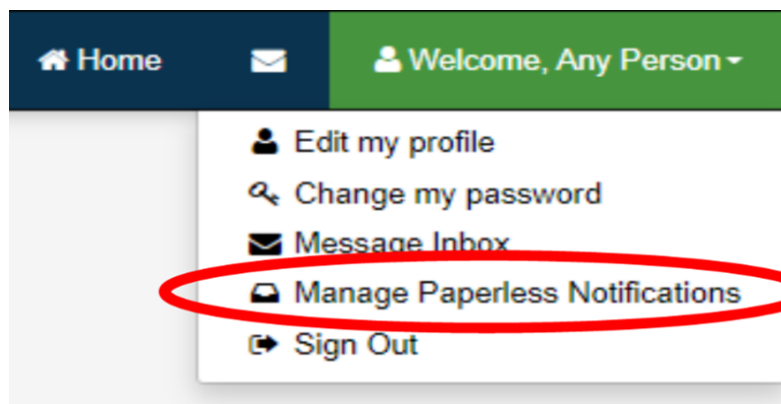 Home Welcome, Any Person
Edit my profile
Change my password
Message Inbox
Manage Paperless Notifications
Sign Out